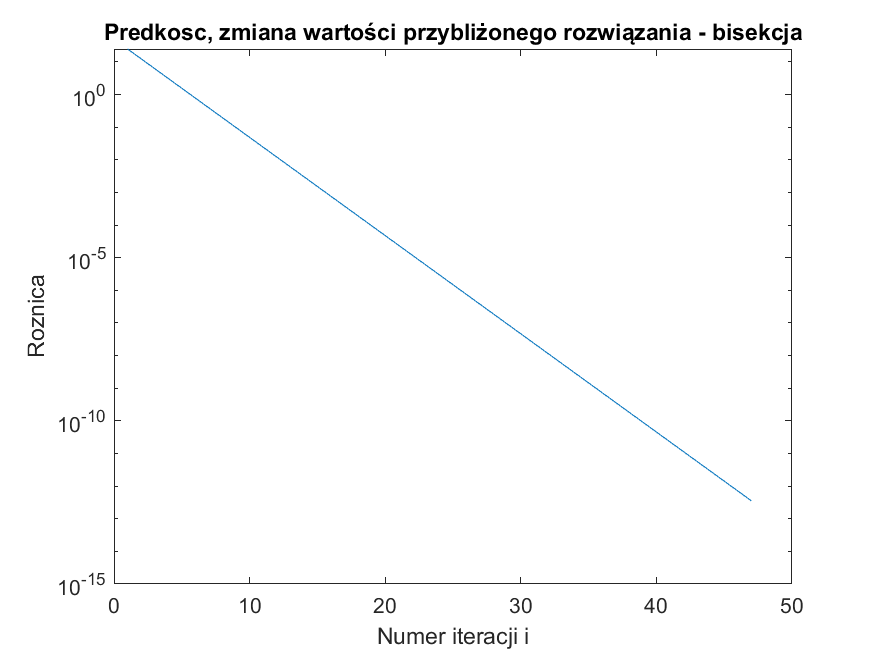 Predkosc, zmiana wartości przybliżonego rozwiązania - bisekcja
10^0
10^-5
10^-10
10^-15
Roznica
0 10 20 30 40 50
Numer iteracji i